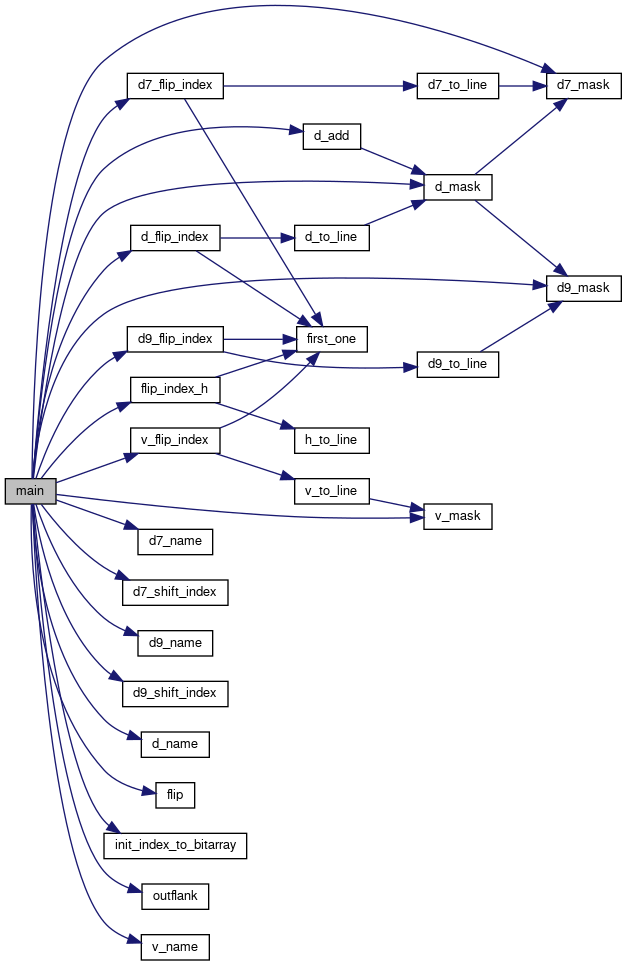 d7_flip_index
d7_to_line
d7_mask
d_add
d_mask
d_flip_index
d_to_line
d9_mask
d9_flip_index
first_one
d9_to_line
flip_index_h
v_flip_index
h_to_line
main
v_to_line
v_mask
d7_name
d7_shift_index
d9_name
d9_shift_index
d_name
flip
init_index_to_bitarray
outflank
v_name